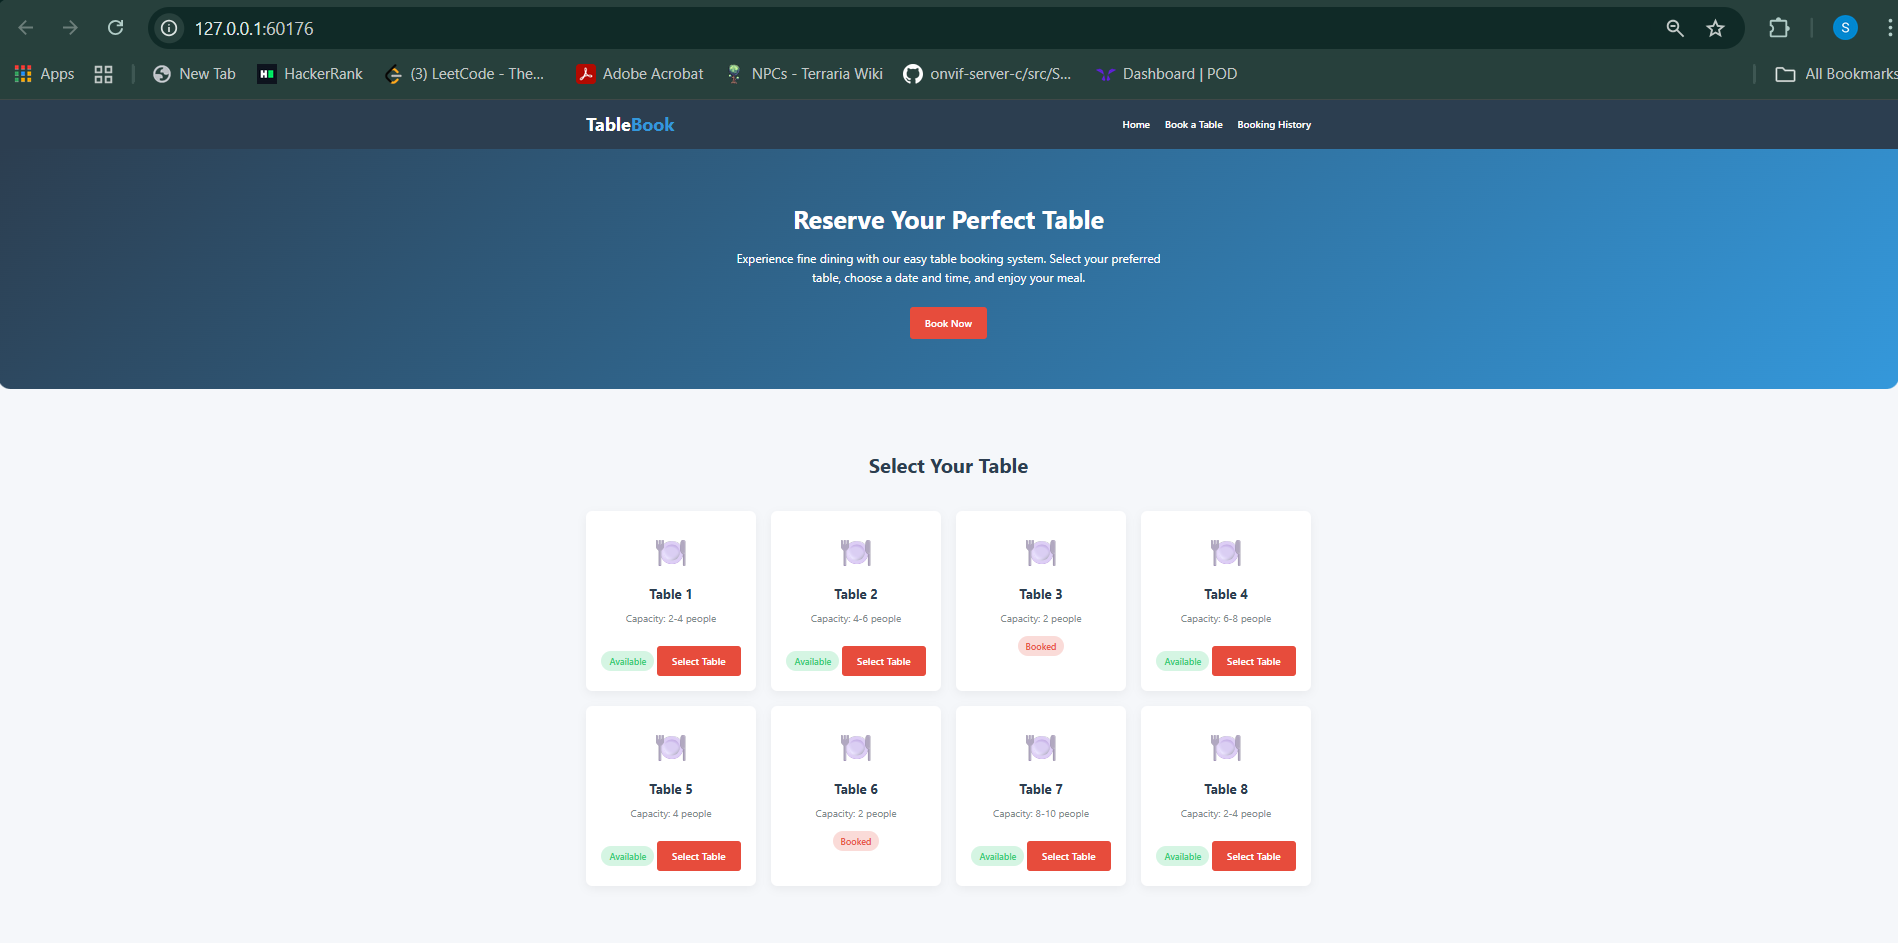 127.0.0.1:60176
S
Apps
New Tab
HackerRank
(3) LeetCode - The...
Adobe Acrobat
NPCs - Terraria Wiki
onvif-server-c/src/S...
Dashboard | POD
All Bookmarks
TableBook
Home
Book a Table
Booking History
Reserve Your Perfect Table
Experience fine dining with our easy table booking system. Select your preferred
table, choose a date and time, and enjoy your meal.
Book Now
Select Your Table
Table 1
Capacity: 2-4 people
Available
Select Table
Table 2
Capacity: 4-6 people
Available
Select Table
Table 3
Capacity: 2 people
Booked
Table 4
Capacity: 6-8 people
Available
Select Table
Table 5
Capacity: 4 people
Available
Select Table
Table 6
Capacity: 2 people
Booked
Table 7
Capacity: 8-10 people
Available
Select Table
Table 8
Capacity: 2-4 people
Available
Select Table